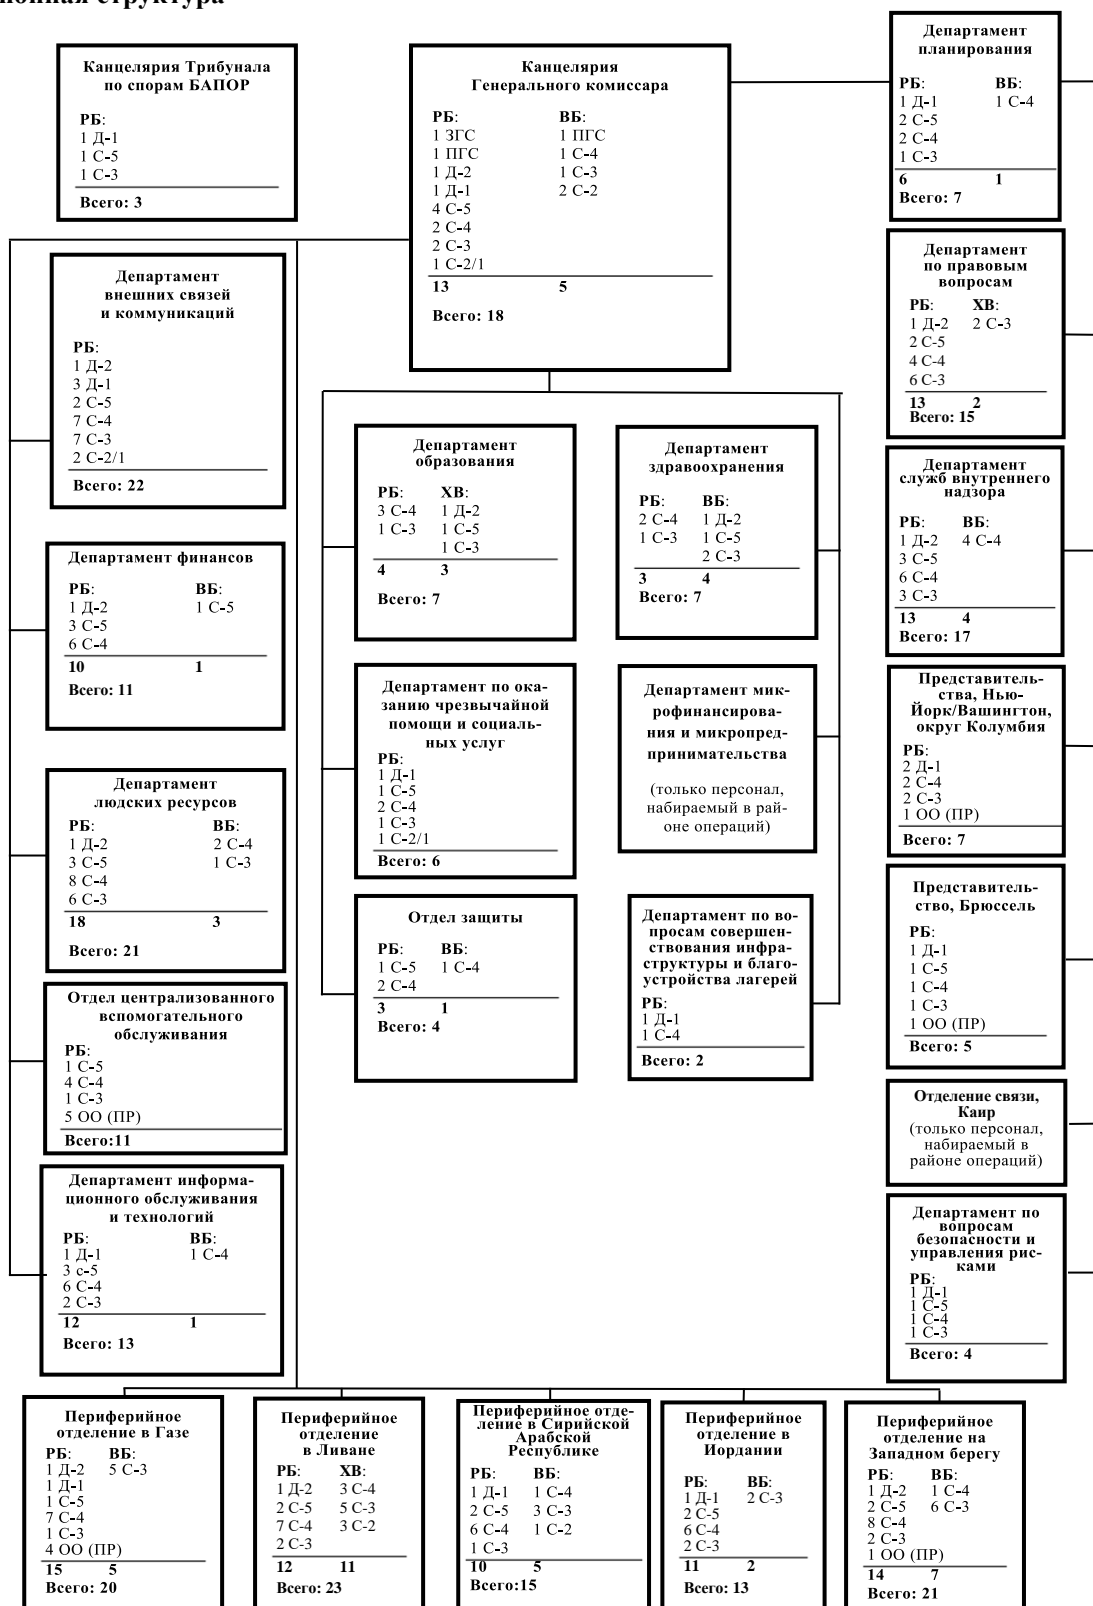 онная структура
Канцелярия Трибунала
по спорам БАПОР
РБ:
1 Д-1
1 С-5
1 С-3
Всего: 3
Канцелярия
Генерального комиссара
РБ: ВБ:
1 ЗГС 1 ПГС
1 ПГС 1 С-4
1 Д-2 1 С-3
1 Д-1 2 С-2
4 С-5
2 С-4
2 С-3
1 С-2/1
13 5
Всего: 18
Департамент
планирования
РБ: ВБ:
1 Д-1 1 С-4
2 С-5
2 С-4
1 С-3
6 1
Всего: 7
Департамент
внешних связей
и коммуникаций
РБ:
1 Д-2
3 Д-1
2 С-5
7 С-4
7 С-3
2 С-2/1
Всего: 22
Департамент
по правовым
вопросам
РБ: ХВ:
1 Д-2 2 С-3
2 С-5
4 С-4
6 С-3
13 2
Всего: 15
Департамент
образования
РБ: ХВ:
3 С-4 1 Д-2
1 С-3 1 С-5
1 С-3
4 3
Всего: 7
Департамент
здравоохранения
РБ: ВБ:
2 С-4 1 Д-2
1 С-3 1 С-5
2 С-3
3 4
Всего: 7
Департамент
служб внутреннего
надзора
РБ: ВБ:
1 Д-2 4 С-4
3 С-5
6 С-4
3 С-3
13 4
Всего: 17
Департамент финансов
РБ: ВБ:
1 Д-2 1 С-5
3 С-5
6 С-4
10 1
Всего: 11
Департамент по ока-
занию чрезвычайной
помощи и социаль-
ных услуг
РБ:
1 Д-1
1 С-5
2 С-4
1 С-3
1 С-2/1
Всего: 6
Департамент мик-
рофинансирова-
ния и микропред-
принимательства
(только персонал,
набираемый в рай-
оне операций)
Представитель-
ства, Нью-
Йорк/Вашингтон,
округ Колумбия
РБ:
2 Д-1
2 С-4
2 С-3
1 ОО (ПР)
Всего: 7
Департамент
людских ресурсов
РБ: ВБ:
1 Д-2 2 С-4
3 С-5 1 С-3
8 С-4
6 С-3
18 3
Всего: 21
Отдел защиты
РБ: ВБ:
1 С-5 1 С-4
2 С-4
3 1
Всего: 4
Департамент по во-
просам совершен-
ствования инфра-
структуры и благо-
устройства лагерей
РБ:
1 Д-1
1 С-4
Всего: 2
Представитель-
ство, Брюссель
РБ:
1 Д-1
1 С-5
1 С-4
1 С-3
1 ОО (ПР)
Всего: 5
Отдел централизованного
вспомогательного
обслуживания
РБ:
1 С-5
4 С-4
1 С-3
5 ОО (ПР)
Всего:11
Отделение связи,
Каир
(только персонал,
набираемый в
районе операций)
Департамент информа-
ционного обслуживания
и технологий
РБ: ВБ:
1 Д-1 1 С-4
3 с-5
6 С-4
2 С-3
12 1
Всего: 13
Департамент по
вопросам
безопасности и
управления рис-
ками
РБ:
1 Д-1
1 С-5
1 С-4
1 С-3
Всего: 4
Периферийное
отделение в Газе
РБ: ВБ:
1 Д-2 5 С-3
1 Д-1
1 С-5
7 С-4
1 С-3
4 ОО (ПР)
15 5
Всего: 20
Периферийное
отделение
в Ливане
РБ: ХВ:
1 Д-2 3 С-4
2 С-5 5 С-3
7 С-4 3 С-2
2 С-3
12 11
Всего: 23
Периферийное отде-
ление в Сирийской
Арабской
Республике
РБ: ВБ:
1 Д-1 1 С-4
2 С-5 3 С-3
6 С-4 1 С-2
1 С-3
10 5
Всего:15
Периферийное
отделение в
Иордании
РБ: ВБ:
1 Д-1 2 С-3
2 С-5
6 С-4
2 С-3
11 2
Всего: 13
Периферийное
отделение на
Западном берегу
РБ: ВБ:
1 Д-2 1 С-4
2 С-5 6 С-3
8 С-4
2 С-3
1 ОО (ПР)
14 7
Всего: 21